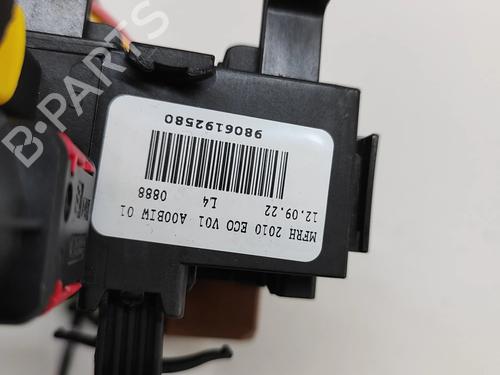 MFRH 2010 ECO V01 A00BIW 01
12.09.22 L4 0888
9806192580
B-PARTS